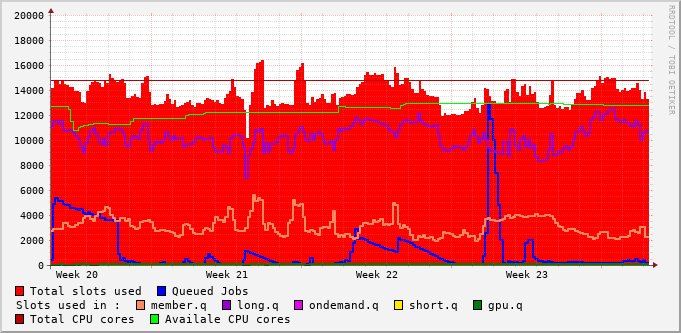 20000
18000
16000
14000
12000
10000
8000
6000
4000
2000
0
Week 20 Week 21 Week 22 Week 23
RRDTOOL / TOBI OETIKER
Total slots used Queued Jobs
Slots used in : member.q long.q ondemand.q short.q gpu.q
Total CPU cores Availale CPU cores